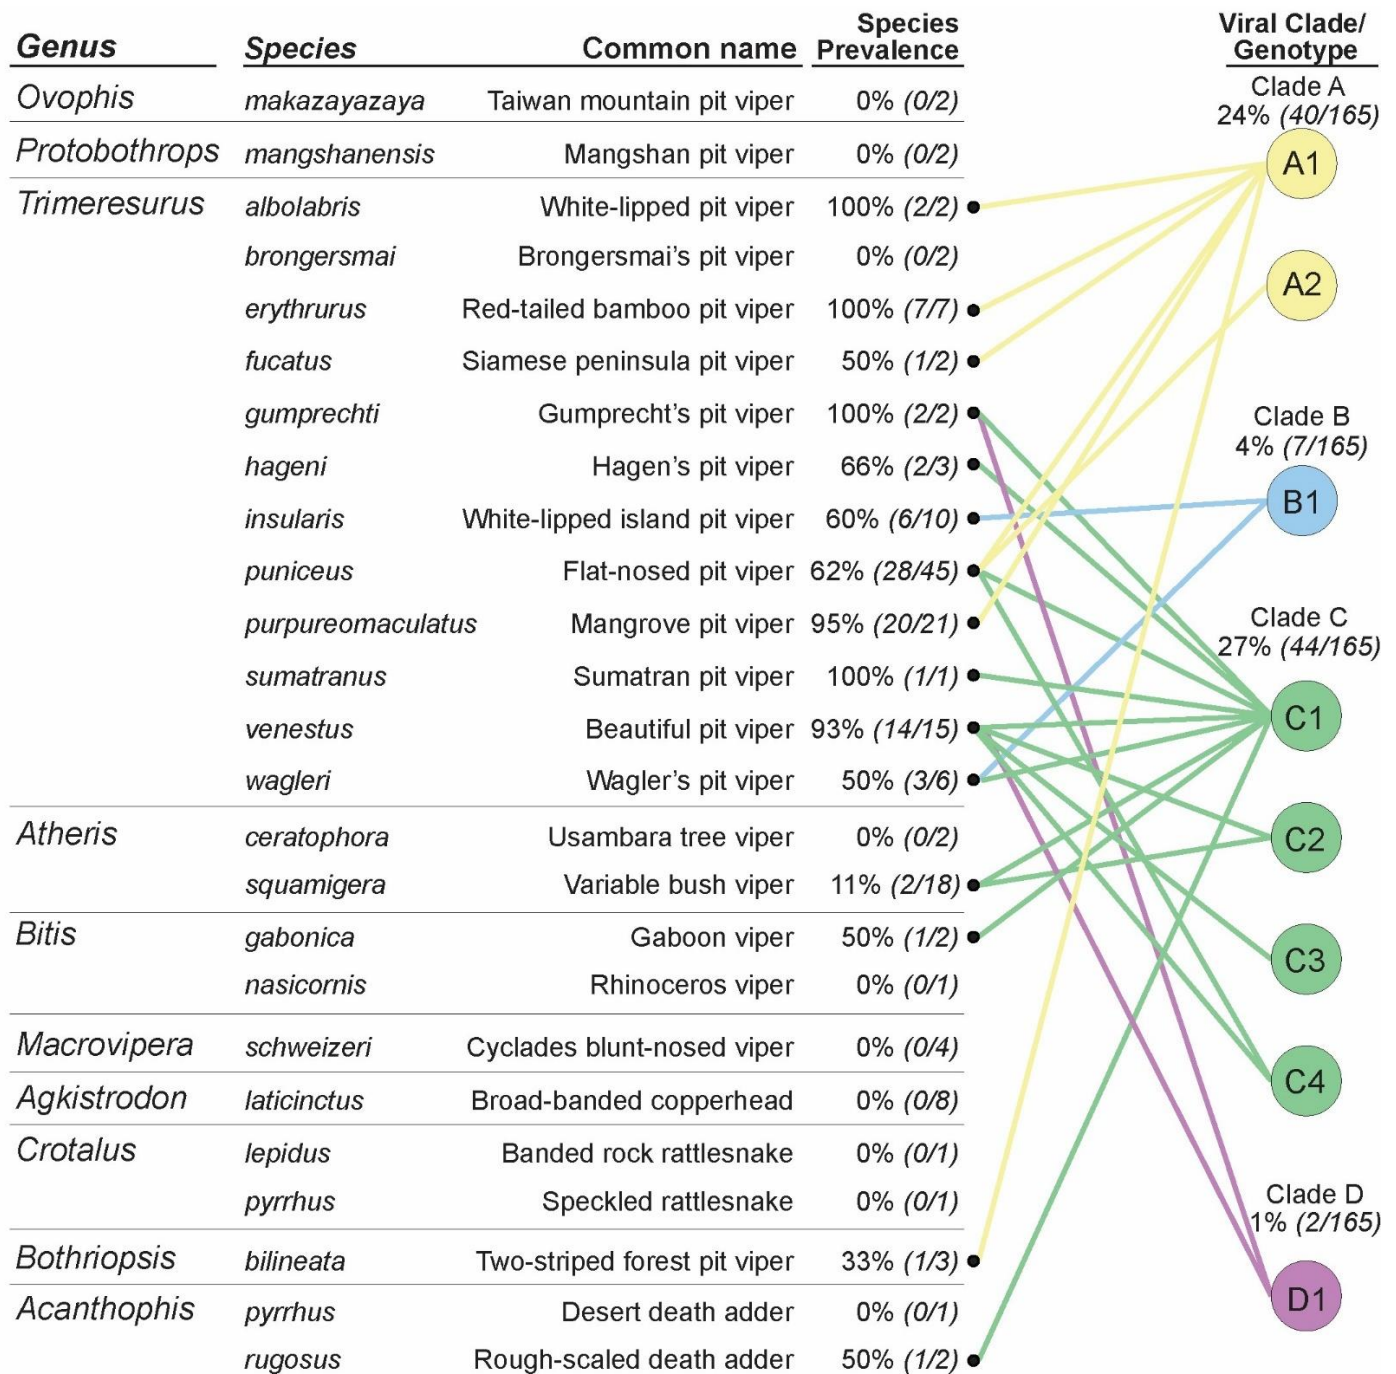 Genus Species Common name Species Prevalence Viral Clade/ Genotype
Ovophis makazayazaya Taiwan mountain pit viper 0% (0/2)
Protobothrops mangshanensis Mangshan pit viper 0% (0/2)
Trimeresurus albolabris White-lipped pit viper 100% (2/2)
brongersmai Brongersmai's pit viper 0% (0/2)
erythrurus Red-tailed bamboo pit viper 100% (7/7)
fucatus Siamese peninsula pit viper 50% (1/2)
gumprechti Gumprecht's pit viper 100% (2/2)
hageni Hagen's pit viper 66% (2/3)
insularis White-lipped island pit viper 60% (6/10)
puniceus Flat-nosed pit viper 62% (28/45)
purpureomaculatus Mangrove pit viper 95% (20/21)
sumatranus Sumatran pit viper 100% (1/1)
venestus Beautiful pit viper 93% (14/15)
wagleri Wagler's pit viper 50% (3/6)
Atheris ceratophora Usambara tree viper 0% (0/2)
squamigera Variable bush viper 11% (2/18)
Bitis gabonica Gaboon viper 50% (1/2)
nasicornis Rhinoceros viper 0% (0/1)
Macrovipera schweizeri Cyclades blunt-nosed viper 0% (0/4)
Agkistrodon laticinctus Broad-banded copperhead 0% (0/8)
Crotalus lepidus Banded rock rattlesnake 0% (0/1)
pyrrhus Speckled rattlesnake 0% (0/1)
Bothriopsis bilineata Two-striped forest pit viper 33% (1/3)
Acanthophis pyrrhus Desert death adder 0% (0/1)
rugosus Rough-scaled death adder 50% (1/2)
Clade A
24% (40/165)
A1
A2
Clade B
4% (7/165)
B1
Clade C
27% (44/165)
C1
C2
C3
C4
Clade D
1% (2/165)
D1